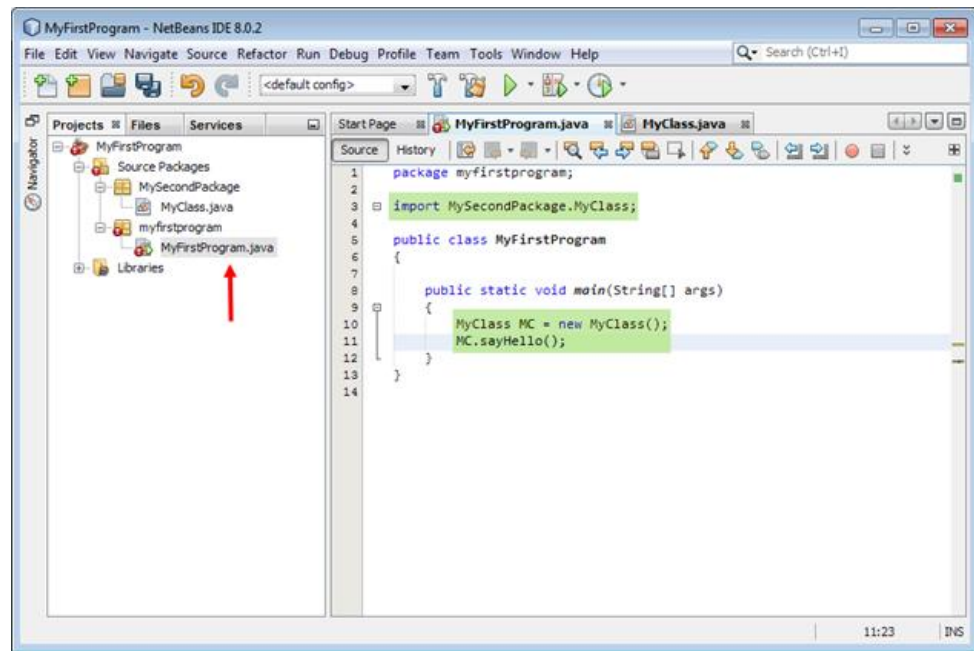 MyFirstProgram - NetBeans IDE 8.0.2
File Edit View Navigate Source Refactor Run Debug Profile Team Tools Window Help
Search (Ctrl+I)
<default config>
Projects Files Services
Navigator
MyFirstProgram
Source Packages
MySecondPackage
MyClass.java
myfirstprogram
MyFirstProgram.java
Libraries
Start Page MyFirstProgram.java MyClass.java
Source History
1 package myfirstprogram;
2
3 import MySecondPackage.MyClass;
4
5 public class MyFirstProgram
6 {
7
8 public static void main(String[] args)
9 {
10 MyClass MC = new MyClass();
11 MC.sayHello();
12 }
13 }
14
11:23 INS